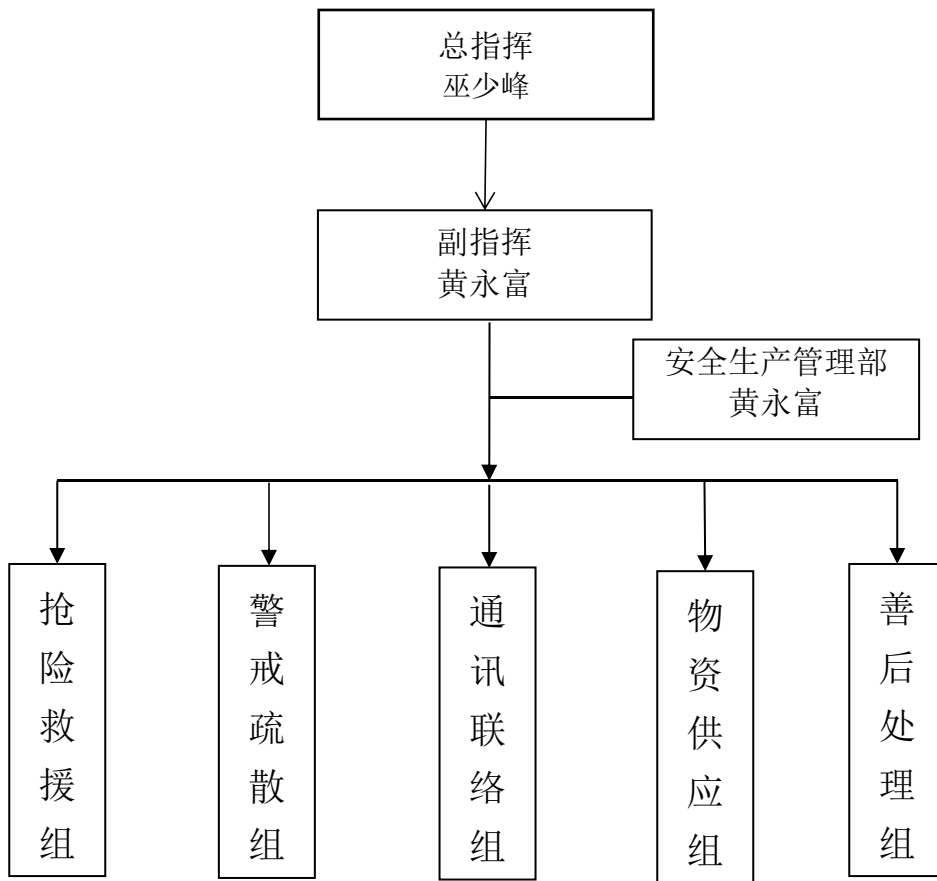 总指挥
巫少峰
副指挥
黄永富
安全生产管理部
黄永富
抢险救援组
警戒疏散组
通讯联络组
物资供应组
善后处理组